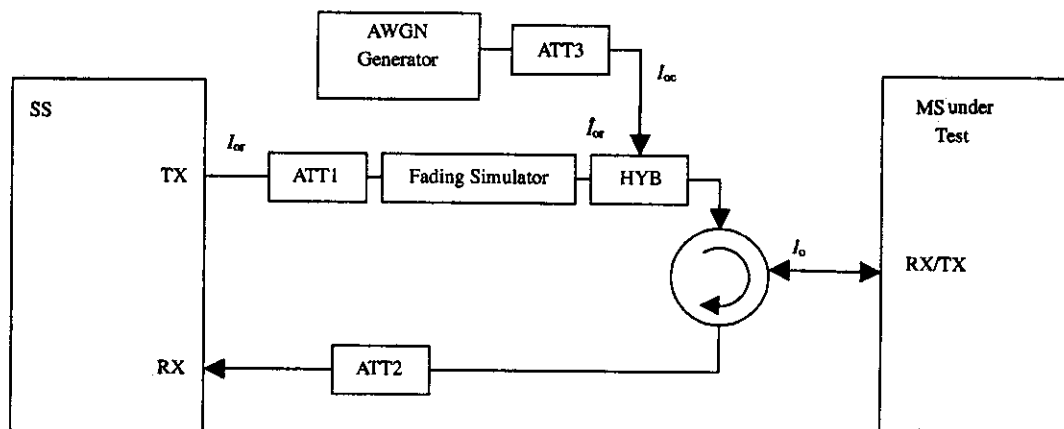 AWGN
Generator
ATT3
I_oc
SS
MS under
Test
I_or
Î_or
TX
ATT1
Fading Simulator
HYB
I_o
RX/TX
RX
ATT2